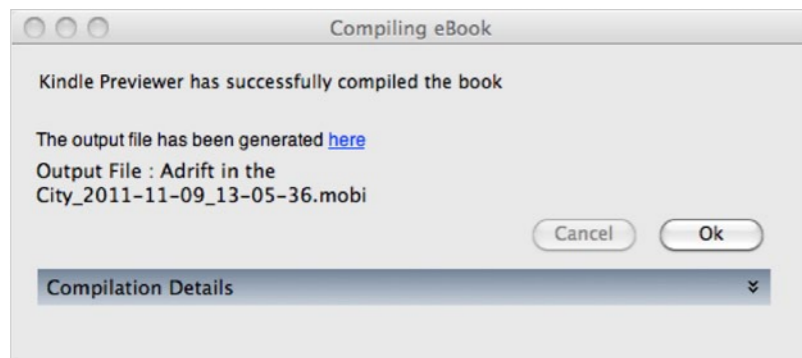 Compiling eBook
Kindle Previewer has successfully compiled the book
The output file has been generated here
Output File : Adrift in the
City_2011-11-09_13-05-36.mobi
Cancel Ok
Compilation Details